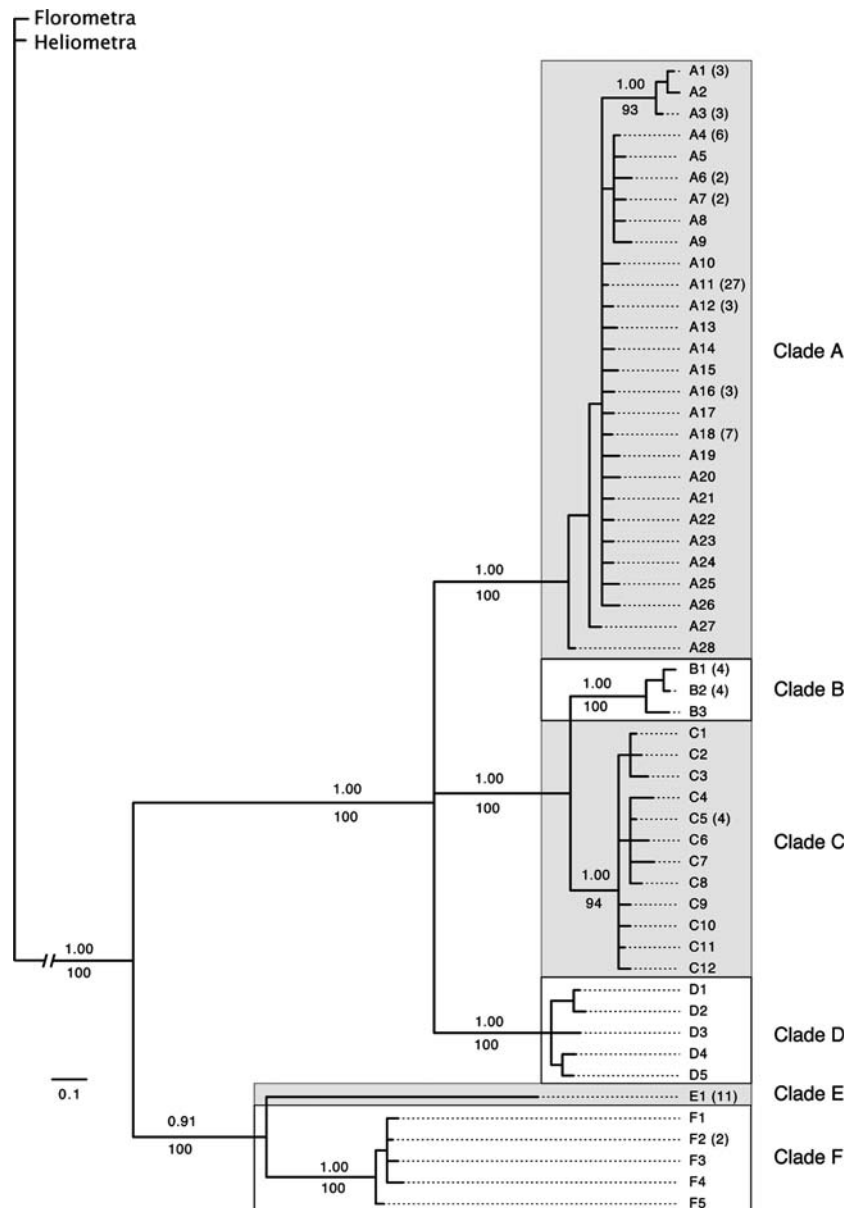 Florometra
Heliometra
A1 (3)
1.00
A2
93
A3 (3)
A4 (6)
A5
A6 (2)
A7 (2)
A8
A9
A10
A11 (27)
A12 (3)
A13
A14
Clade A
A15
A16 (3)
A17
A18 (7)
A19
A20
A21
A22
A23
A24
1.00
A25
100
A26
A27
A28
B1 (4)
1.00
B2 (4)
Clade B
100
B3
C1
C2
C3
1.00
1.00
C4
100
100
C5 (4)
C6
Clade C
C7
1.00
C8
94
C9
C10
1.00
C11
100
C12
D1
D2
1.00
D3
Clade D
100
D4
0.1
D5
E1 (11)
Clade E
0.91
F1
100
F2 (2)
1.00
F3
Clade F
100
F4
F5